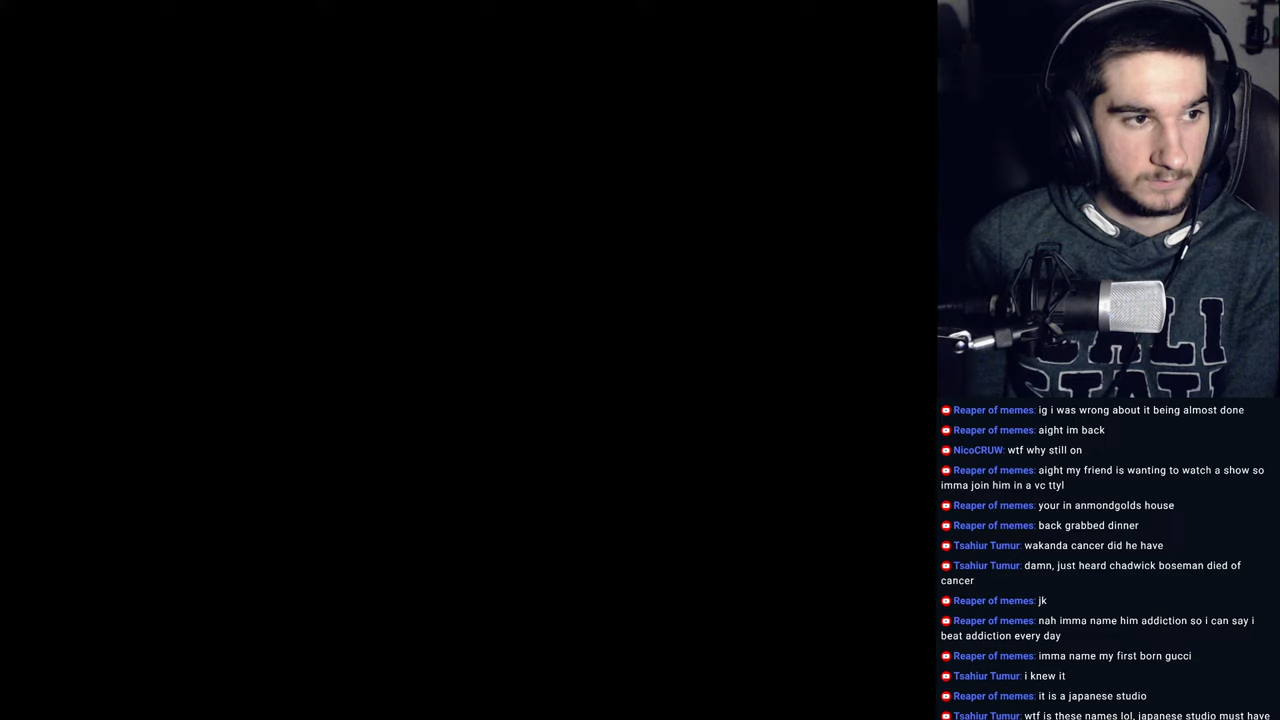 CALI
STATE
Reaper of memes: ig i was wrong about it being almost done
Reaper of memes: aight im back
NicoCRUW: wtf why still on
Reaper of memes: aight my friend is wanting to watch a show so
imma join him in a vc ttyl
Reaper of memes: your in anmondgolds house
Reaper of memes: back grabbed dinner
Tsahiur Tumur: wakanda cancer did he have
Tsahiur Tumur: damn, just heard chadwick boseman died of
cancer
Reaper of memes: jk
Reaper of memes: nah imma name him addiction so i can say i
beat addiction every day
Reaper of memes: imma name my first born gucci
Tsahiur Tumur: i knew it
Reaper of memes: it is a japanese studio
Tsahiur Tumur: wtf is these names lol, japanese studio must have